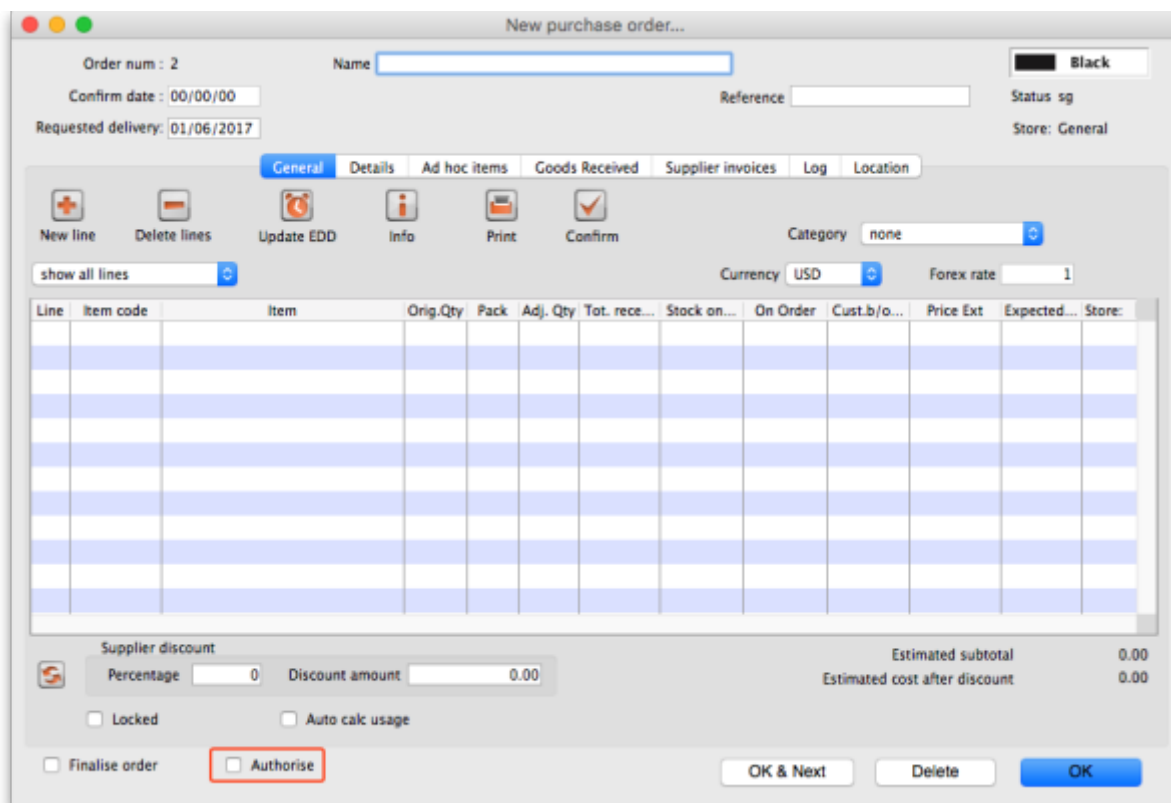 New purchase order...
Order num : 2
Name
Black
Confirm date : 00/00/00
Reference
Status sg
Requested delivery: 01/06/2017
Store: General
General Details Ad hoc items Goods Received Supplier invoices Log Location
New line Delete lines Update EDD Info Print Confirm
Category none
show all lines
Currency USD
Forex rate 1
Line Item code Item Orig.Qty Pack Adj. Qty Tot. rece... Stock on... On Order Cust.b/o... Price Ext Expected... Store:
Supplier discount
Percentage 0 Discount amount 0.00
Estimated subtotal 0.00
Estimated cost after discount 0.00
Locked Auto calc usage
Finalise order Authorise
OK & Next Delete OK